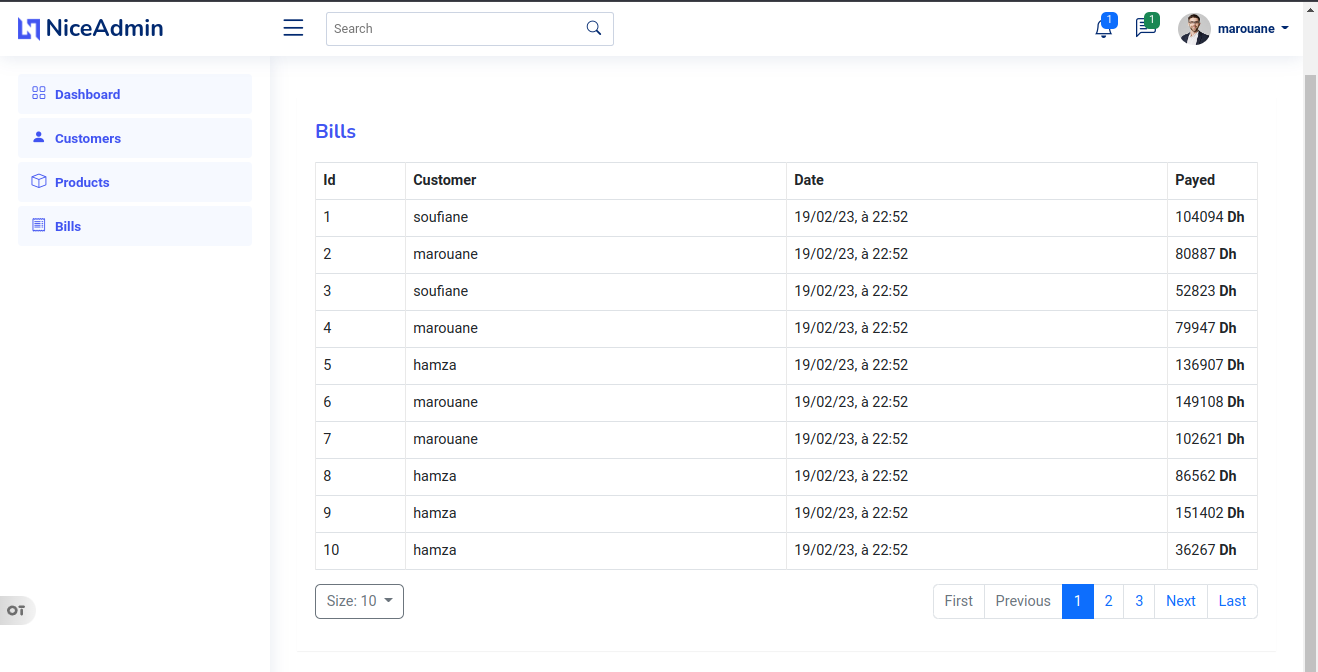 NiceAdmin
Search
1
1
marouane
Dashboard
Customers
Products
Bills
Bills
Id Customer Date Payed
1 soufiane 19/02/23, à 22:52 104094 Dh
2 marouane 19/02/23, à 22:52 80887 Dh
3 soufiane 19/02/23, à 22:52 52823 Dh
4 marouane 19/02/23, à 22:52 79947 Dh
5 hamza 19/02/23, à 22:52 136907 Dh
6 marouane 19/02/23, à 22:52 149108 Dh
7 marouane 19/02/23, à 22:52 102621 Dh
8 hamza 19/02/23, à 22:52 86562 Dh
9 hamza 19/02/23, à 22:52 151402 Dh
10 hamza 19/02/23, à 22:52 36267 Dh
Size: 10 First Previous 1 2 3 Next Last
OT